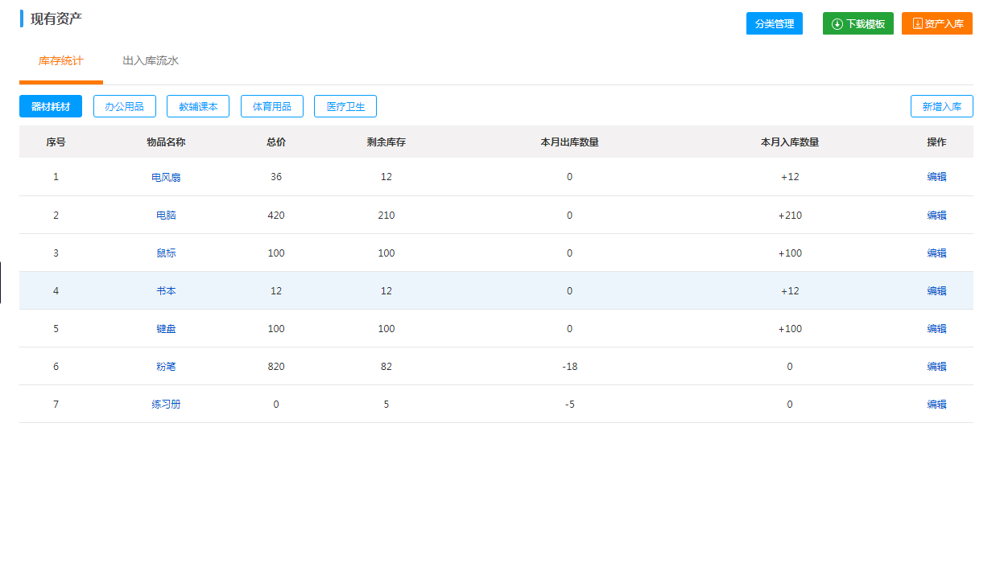 现有资产
分类管理 下载模板 资产入库
库存统计 出入库流水
器材耗材 办公用品 教辅课本 体育用品 医疗卫生 新增入库
序号 物品名称 总价 剩余库存 本月出库数量 本月入库数量 操作
1 电风扇 36 12 0 +12 编辑
2 电脑 420 210 0 +210 编辑
3 鼠标 100 100 0 +100 编辑
4 书本 12 12 0 +12 编辑
5 键盘 100 100 0 +100 编辑
6 粉笔 820 82 -18 0 编辑
7 练习册 0 5 -5 0 编辑